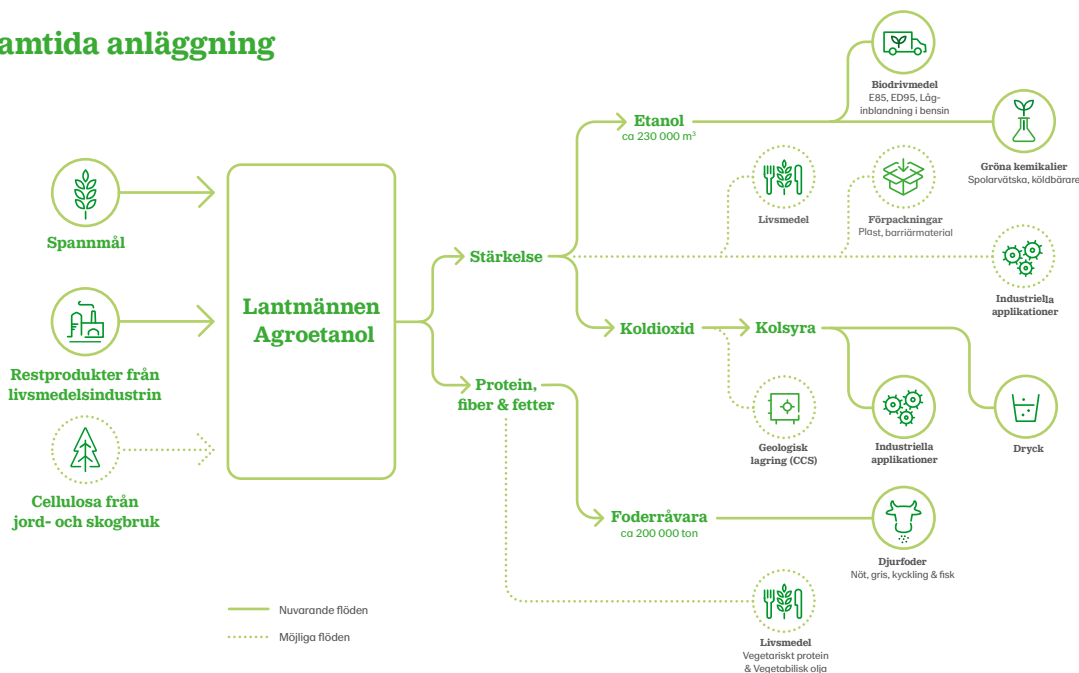 amtida anläggning
Spannmål
Restprodukter från
livsmedelsindustrin
Cellulosa från
jord- och skogbruk
Lantmännen
Agroetanol
Stärkelse
Protein,
fiber & fetter
Etanol
ca 230 000 m³
Biodrivmedel
E85, ED95, Låg-
inblandning i bensin
Gröna kemikalier
Spolarvätska, köldbärare
Livsmedel
Förpackningar
Plast, barriärmaterial
Industriella
applikationer
Koldioxid
Kolsyra
Geologisk
lagring (CCS)
Industriella
applikationer
Dryck
Foderråvara
ca 200 000 ton
Djurfoder
Nöt, gris, kyckling & fisk
Livsmedel
Vegetariskt protein
& Vegetabilisk olja
Nuvarande flöden
Möjliga flöden